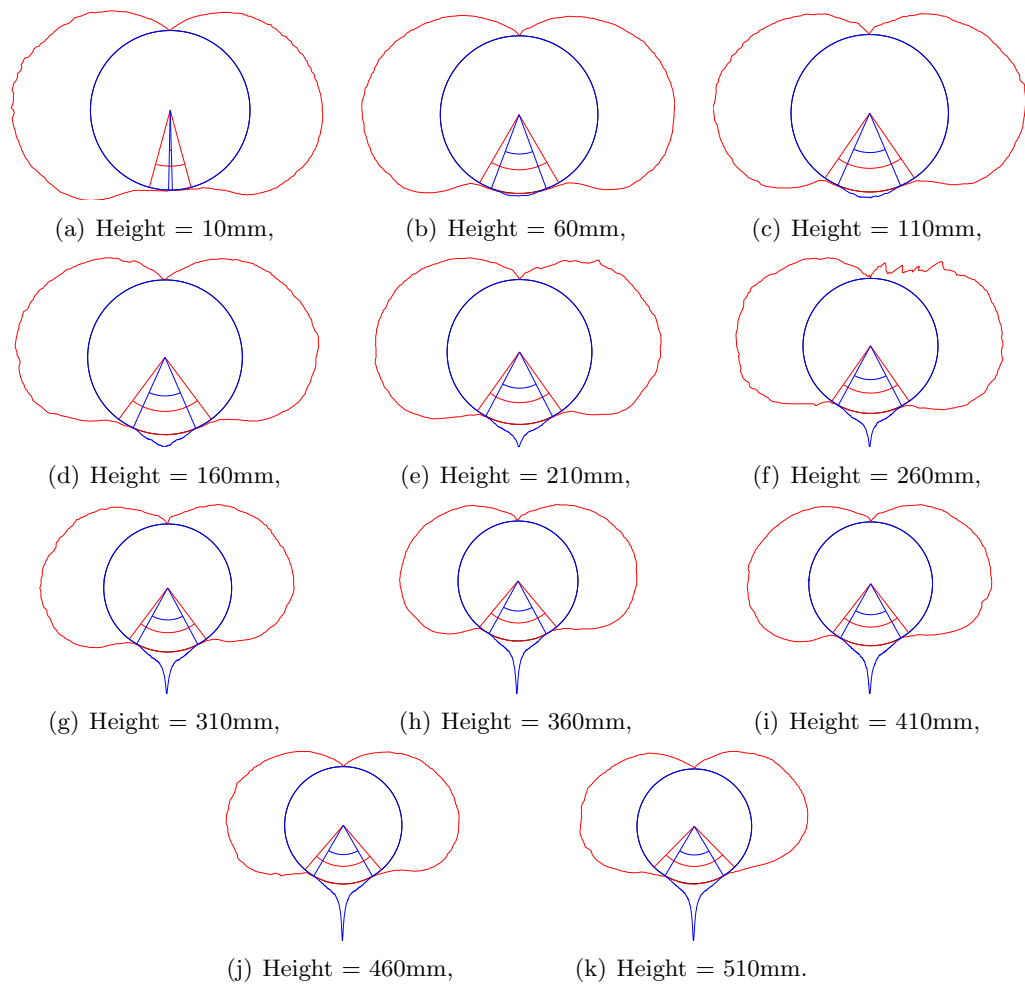 (a) Height = 10mm,
(b) Height = 60mm,
(c) Height = 110mm,
(d) Height = 160mm,
(e) Height = 210mm,
(f) Height = 260mm,
(g) Height = 310mm,
(h) Height = 360mm,
(i) Height = 410mm,
(j) Height = 460mm,
(k) Height = 510mm.